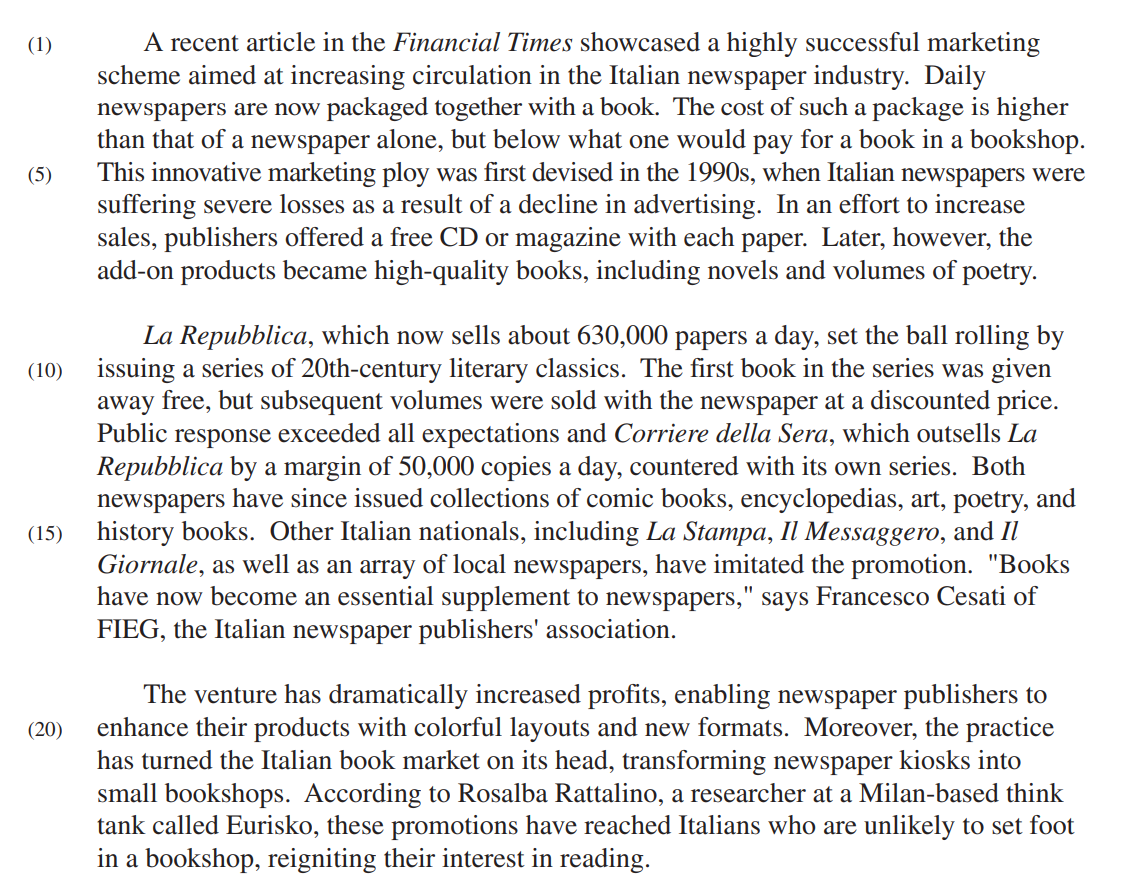 (1) A recent article in the Financial Times showcased a highly successful marketing
scheme aimed at increasing circulation in the Italian newspaper industry. Daily
newspapers are now packaged together with a book. The cost of such a package is higher
than that of a newspaper alone, but below what one would pay for a book in a bookshop.
(5) This innovative marketing ploy was first devised in the 1990s, when Italian newspapers were
suffering severe losses as a result of a decline in advertising. In an effort to increase
sales, publishers offered a free CD or magazine with each paper. Later, however, the
add-on products became high-quality books, including novels and volumes of poetry.
La Repubblica, which now sells about 630,000 papers a day, set the ball rolling by
(10) issuing a series of 20th-century literary classics. The first book in the series was given
away free, but subsequent volumes were sold with the newspaper at a discounted price.
Public response exceeded all expectations and Corriere della Sera, which outsells La
Repubblica by a margin of 50,000 copies a day, countered with its own series. Both
newspapers have since issued collections of comic books, encyclopedias, art, poetry, and
(15) history books. Other Italian nationals, including La Stampa, Il Messaggero, and Il
Giornale, as well as an array of local newspapers, have imitated the promotion. "Books
have now become an essential supplement to newspapers," says Francesco Cesati of
FIEG, the Italian newspaper publishers' association.
The venture has dramatically increased profits, enabling newspaper publishers to
(20) enhance their products with colorful layouts and new formats. Moreover, the practice
has turned the Italian book market on its head, transforming newspaper kiosks into
small bookshops. According to Rosalba Rattalino, a researcher at a Milan-based think
tank called Eurisko, these promotions have reached Italians who are unlikely to set foot
in a bookshop, reigniting their interest in reading.